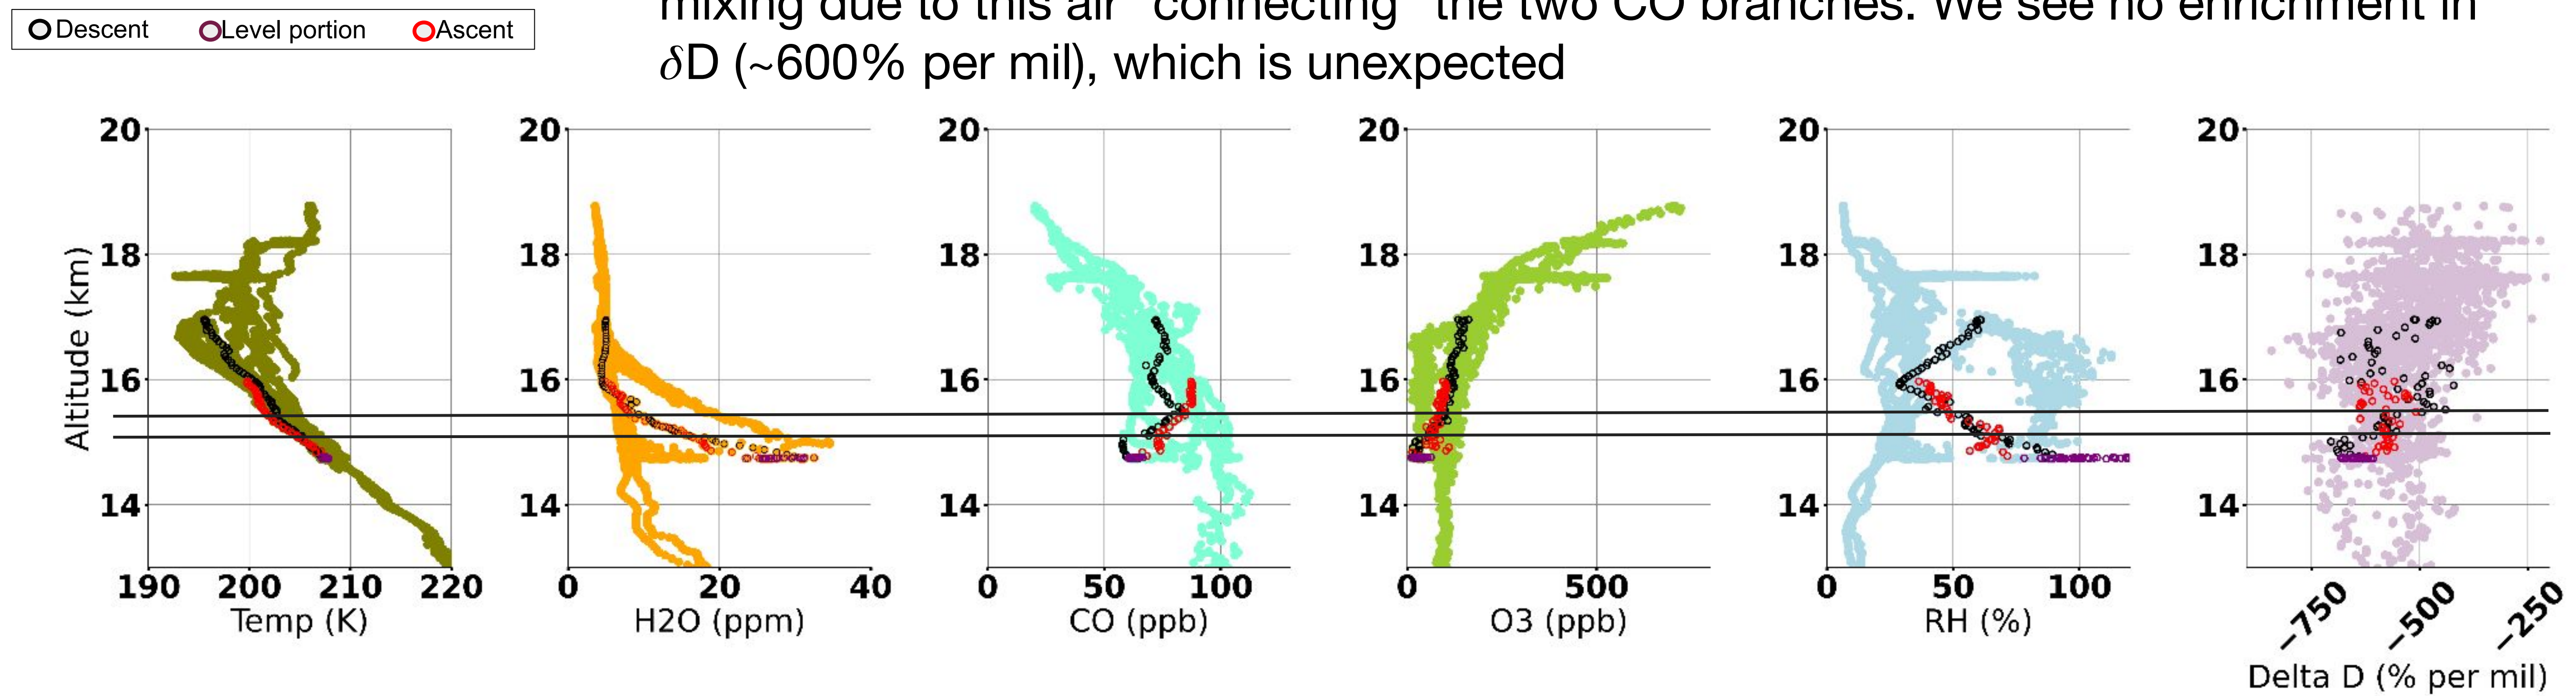 mixing due to this air "connecting" the two CO branches. We see no enrichment in
Descent Level portion Ascent
δD (~600% per mil), which is unexpected
20 20 20 20 20 20
18 18 18 18 18 18
16 16 16 16 16 16
14 14 14 14 14 14
Altitude (km)
190 200 210 220
Temp (K)
0 20 40
H2O (ppm)
0 50 100
CO (ppb)
0 500
O3 (ppb)
0 50 100
RH (%)
−750 −500 −250
Delta D (% per mil)